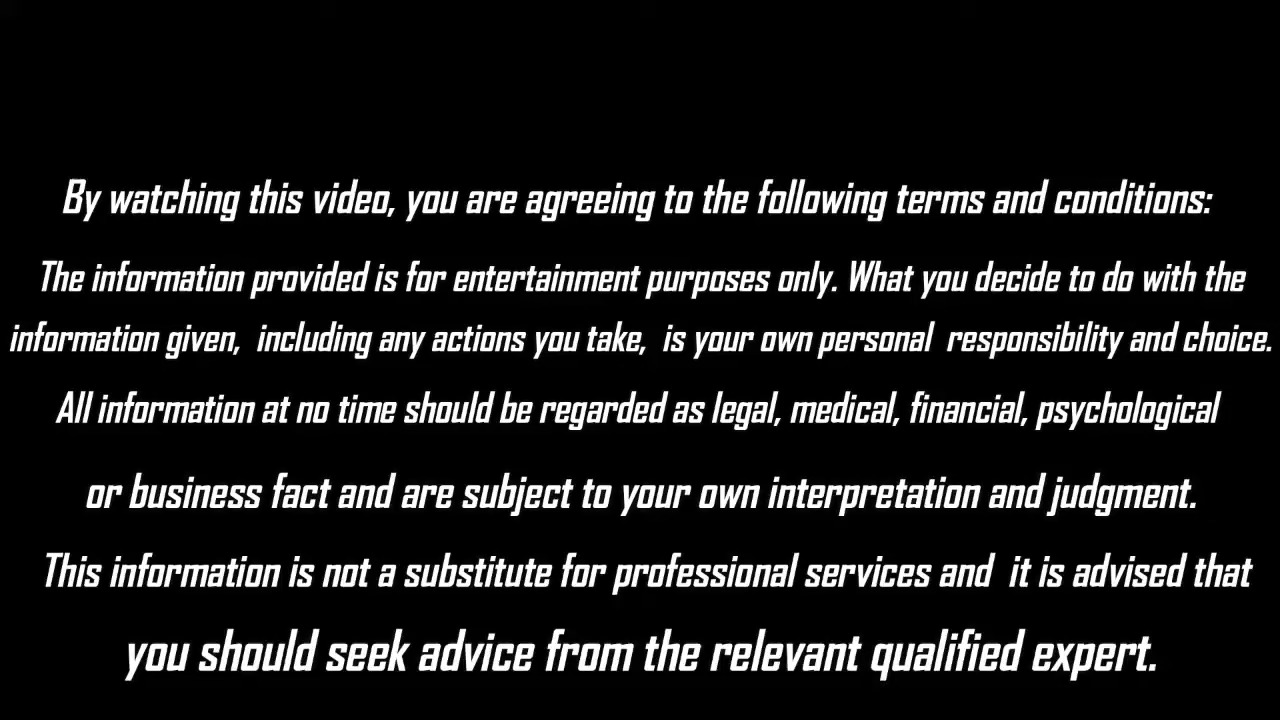 By watching this video, you are agreeing to the following terms and conditions:
The information provided is for entertainment purposes only. What you decide to do with the
information given, including any actions you take, is your own personal responsibility and choice.
All information at no time should be regarded as legal, medical, financial, psychological
or business fact and are subject to your own interpretation and judgment.
This information is not a substitute for professional services and it is advised that
you should seek advice from the relevant qualified expert.